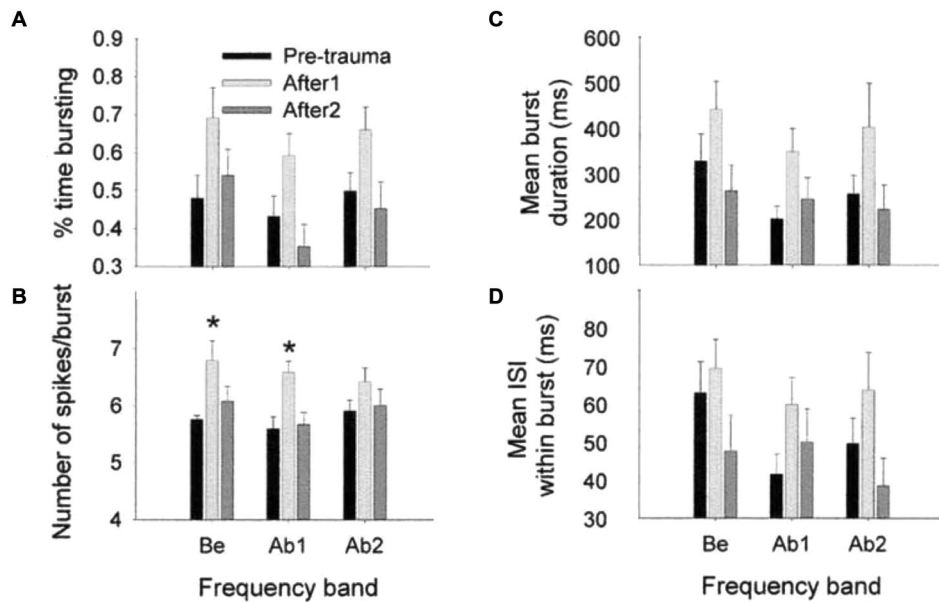 A
% time bursting
0.9
0.8
0.7
0.6
0.5
0.4
0.3
Pre-trauma
After1
After2
B
Number of spikes/burst
7
6
5
4
*
*
Be
Ab1
Ab2
Frequency band
C
Mean burst
duration (ms)
600
500
400
300
200
100
D
Mean ISI
within burst (ms)
80
70
60
50
40
30
Be
Ab1
Ab2
Frequency band